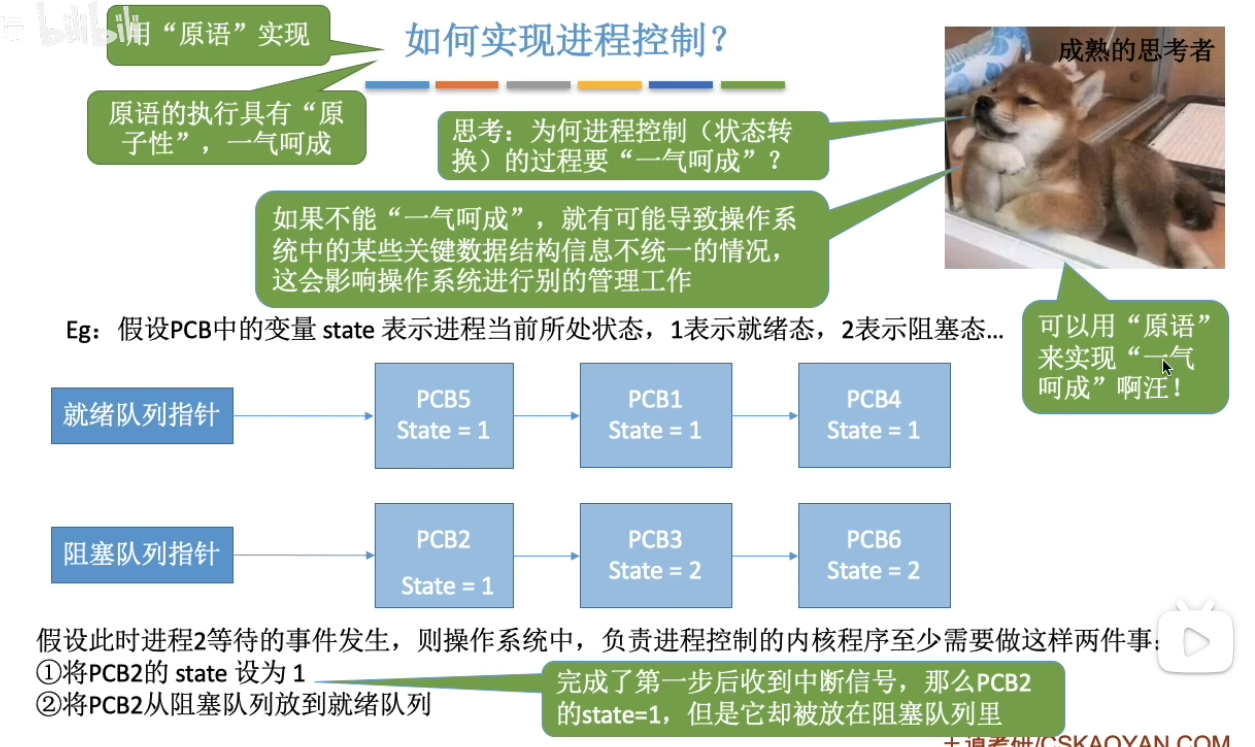 bilibili
用“原语”实现
如何实现进程控制？
成熟的思考者
原语的执行具有“原
子性”，一气呵成
思考：为何进程控制（状态转
换）的过程要“一气呵成”？
如果不能“一气呵成”，就有可能导致操作系
统中的某些关键数据结构信息不统一的情况，
这会影响操作系统进行别的管理工作
可以用“原语”
来实现“一气
呵成”啊汪！
Eg：假设PCB中的变量 state 表示进程当前所处状态，1表示就绪态，2表示阻塞态…
就绪队列指针
PCB5
State = 1
PCB1
State = 1
PCB4
State = 1
阻塞队列指针
PCB2
State = 1
PCB3
State = 2
PCB6
State = 2
假设此时进程2等待的事件发生，则操作系统中，负责进程控制的内核程序至少需要做这样两件事：
①将PCB2的 state 设为 1
②将PCB2从阻塞队列放到就绪队列
完成了第一步后收到中断信号，那么PCB2
的state=1，但是它却被放在阻塞队列里
王道考研/CSKAOYAN.COM